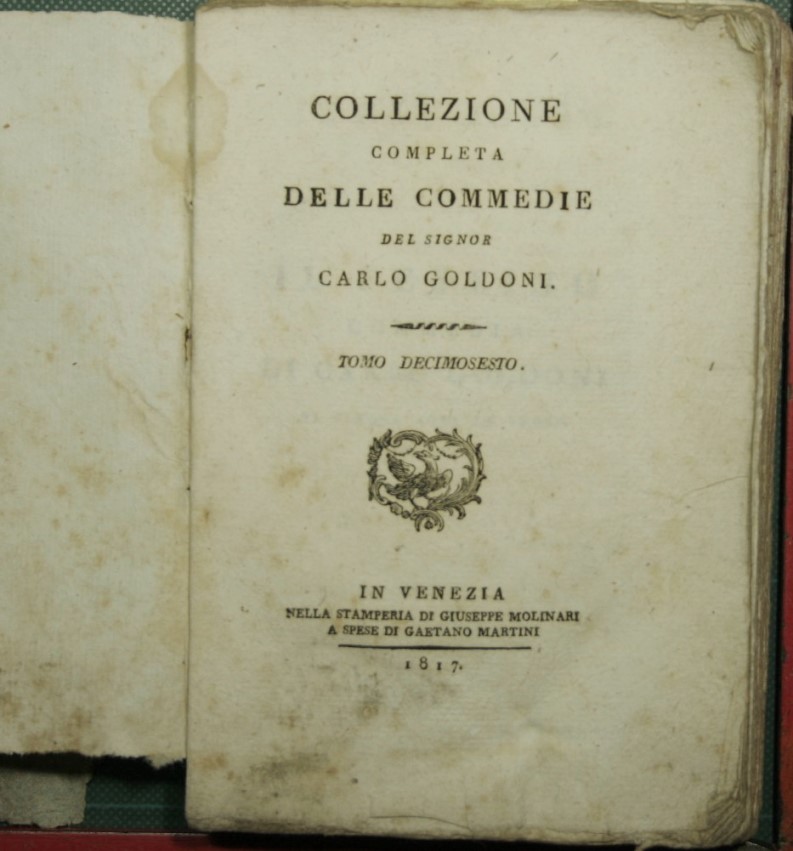 COLLEZIONE
COMPLETA
DELLE COMMEDIE
DEL SIGNOR
CARLO GOLDONI.
TOMO DECIMOSESTO.
IN VENEZIA
NELLA STAMPERIA DI GIUSEPPE MOLINARI
A SPESE DI GAETANO MARTINI
1817.